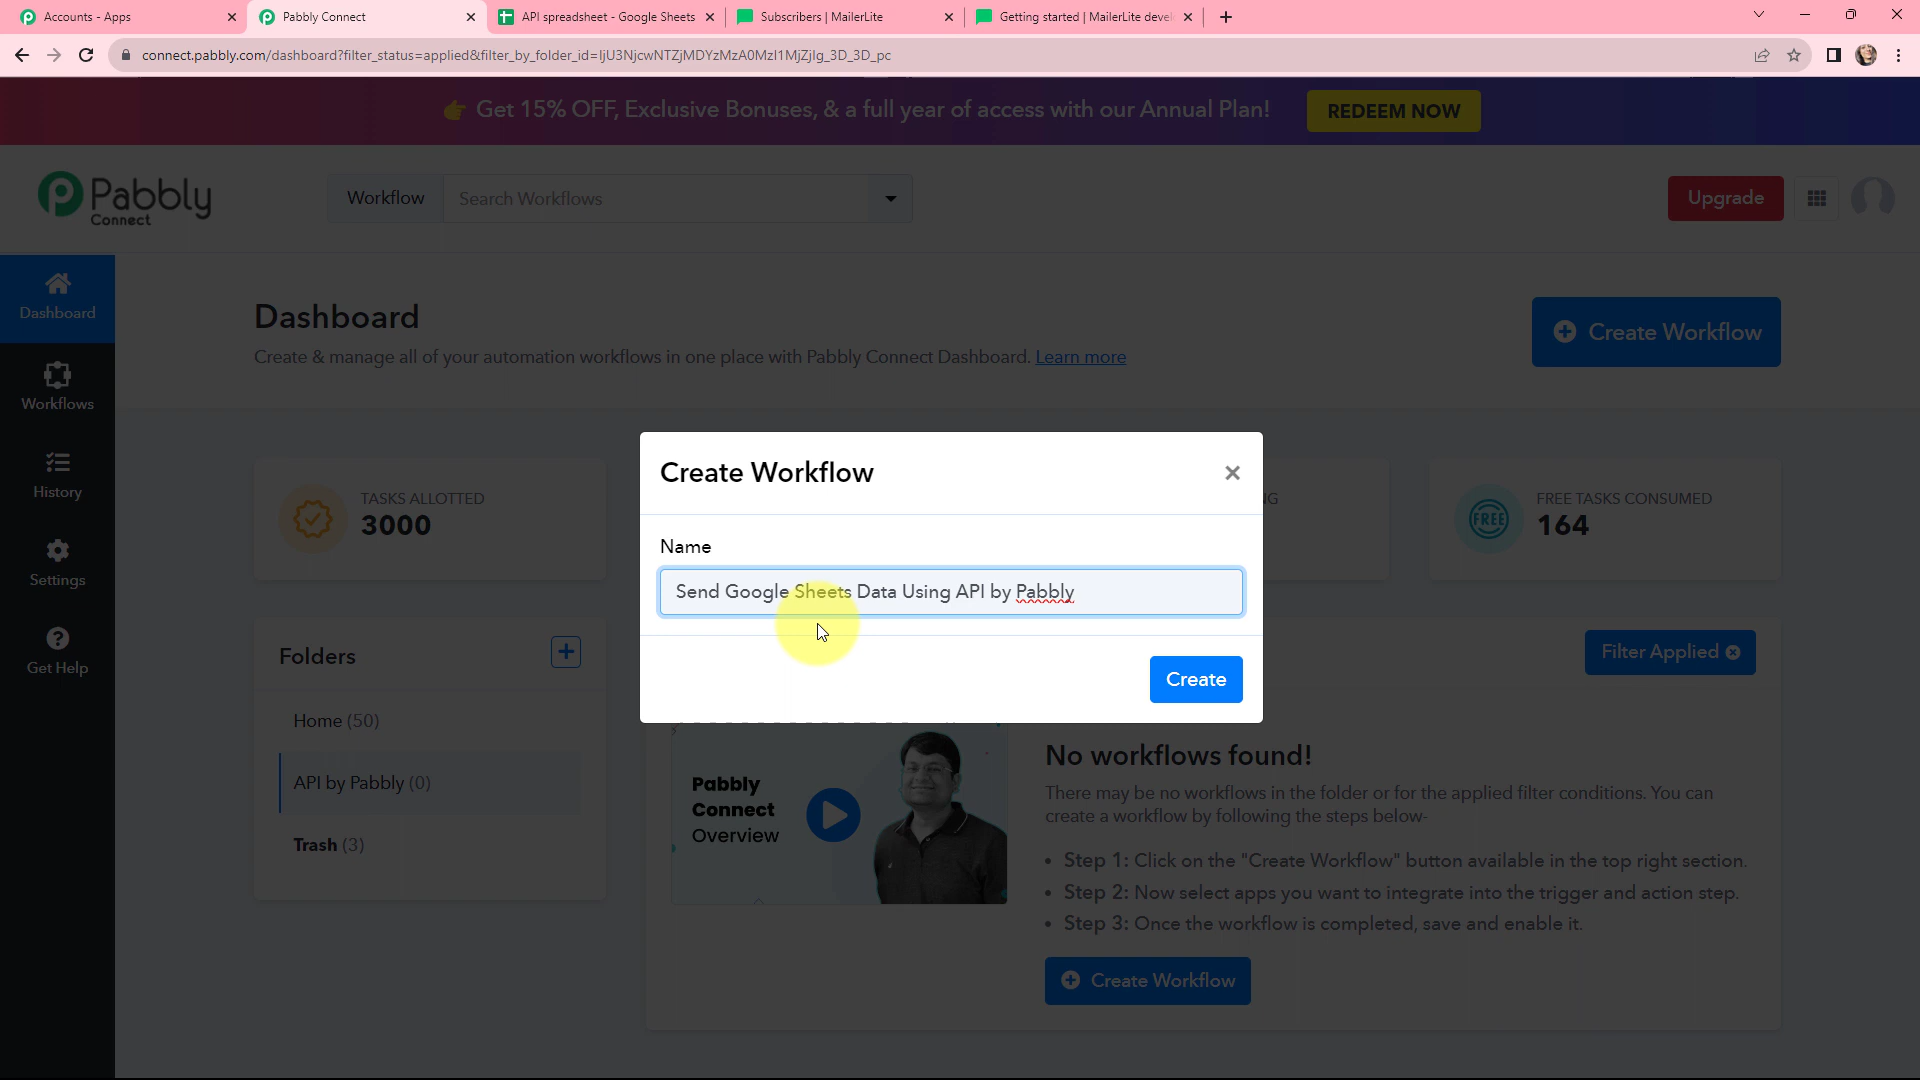 Accounts - Apps
Pabbly Connect
API spreadsheet - Google Sheets
Subscribers | MailerLite
Getting started | MailerLite devel
connect.pabbly.com/dashboard?filter_status=applied&filter_by_folder_id=IjU3NjcwNTZjMDYzMzA0MzI1MjZjIg_3D_3D_pc
Get 15% OFF, Exclusive Bonuses, & a full year of access with our Annual Plan!
REDEEM NOW
Pabbly
Connect
Workflow
Search Workflows
Upgrade
Dashboard
Workflows
History
Settings
Get Help
Dashboard
Create & manage all of your automation workflows in one place with Pabbly Connect Dashboard. Learn more
Create Workflow
TASKS ALLOTTED
3000
NG
FREE
FREE TASKS CONSUMED
164
Create Workflow
Name
Send Google Sheets Data Using API by Pabbly
Create
Folders
Home (50)
API by Pabbly (0)
Trash (3)
Filter Applied
Pabbly
Connect
Overview
No workflows found!
There may be no workflows in the folder or for the applied filter conditions. You can
create a workflow by following the steps below-
• Step 1: Click on the "Create Workflow" button available in the top right section.
• Step 2: Now select apps you want to integrate into the trigger and action step.
• Step 3: Once the workflow is completed, save and enable it.
Create Workflow